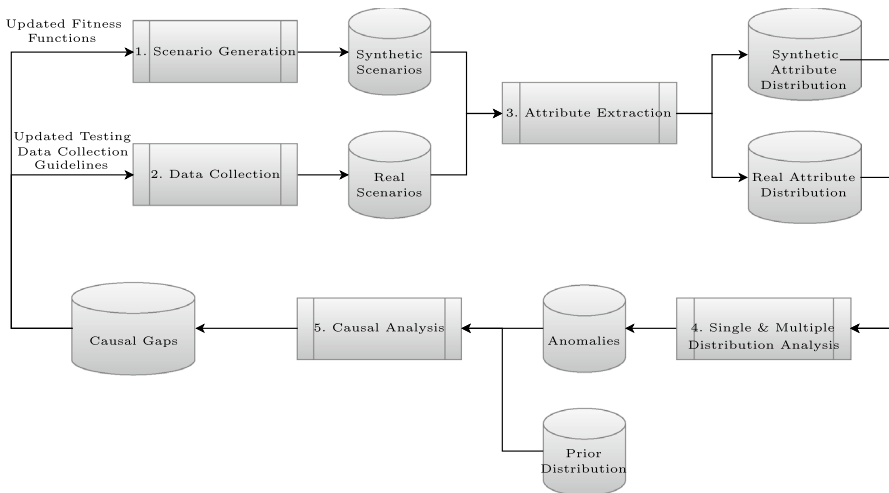 Updated Fitness
Functions
1. Scenario Generation
Synthetic
Scenarios
Synthetic
Attribute
Distribution
3. Attribute Extraction
Updated Testing
Data Collection
Guidelines
2. Data Collection
Real
Scenarios
Real Attribute
Distribution
Causal Gaps
5. Causal Analysis
Anomalies
4. Single & Multiple
Distribution Analysis
Prior
Distribution